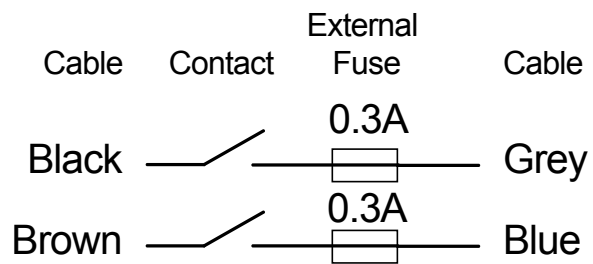 External
Cable Contact Fuse Cable
0.3A
Black Grey
0.3A
Brown Blue